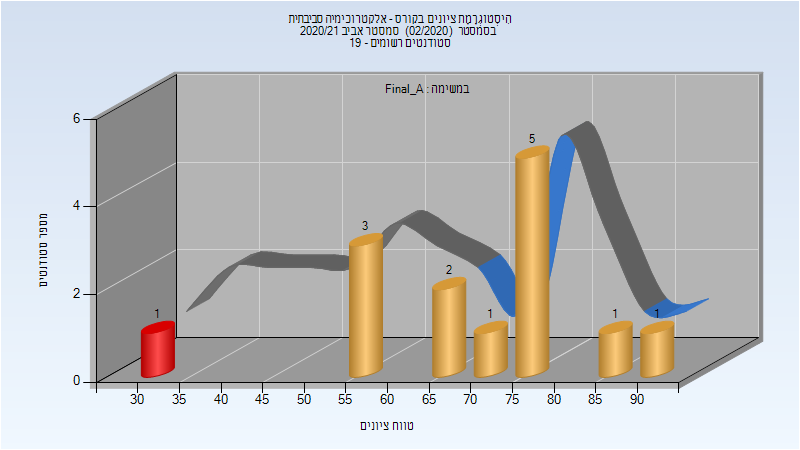 היסטוגרמת ציונים בקורס - אלקטרוכימיה סביבתית
בסמסטר (02/2020) סמסטר אביב 2020/21
סטודנטים רשומים - 19
במשימה : Final_A
מספר סטודנטים
6
4
2
0
1
3
2
1
5
1
1
30 35 40 45 50 55 60 65 70 75 80 85 90
טווח ציונים